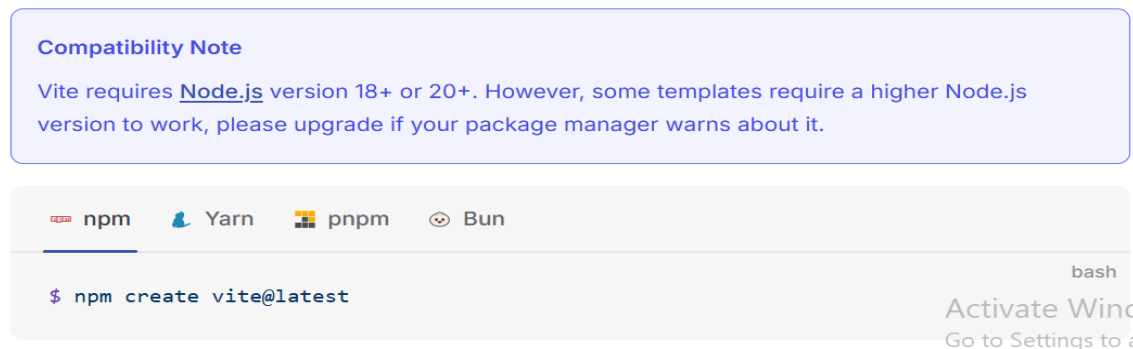 Compatibility Note
Vite requires Node.js version 18+ or 20+. However, some templates require a higher Node.js
version to work, please upgrade if your package manager warns about it.
npm Yarn pnpm Bun
bash
$ npm create vite@latest
Activate Wind
Go to Settings to a